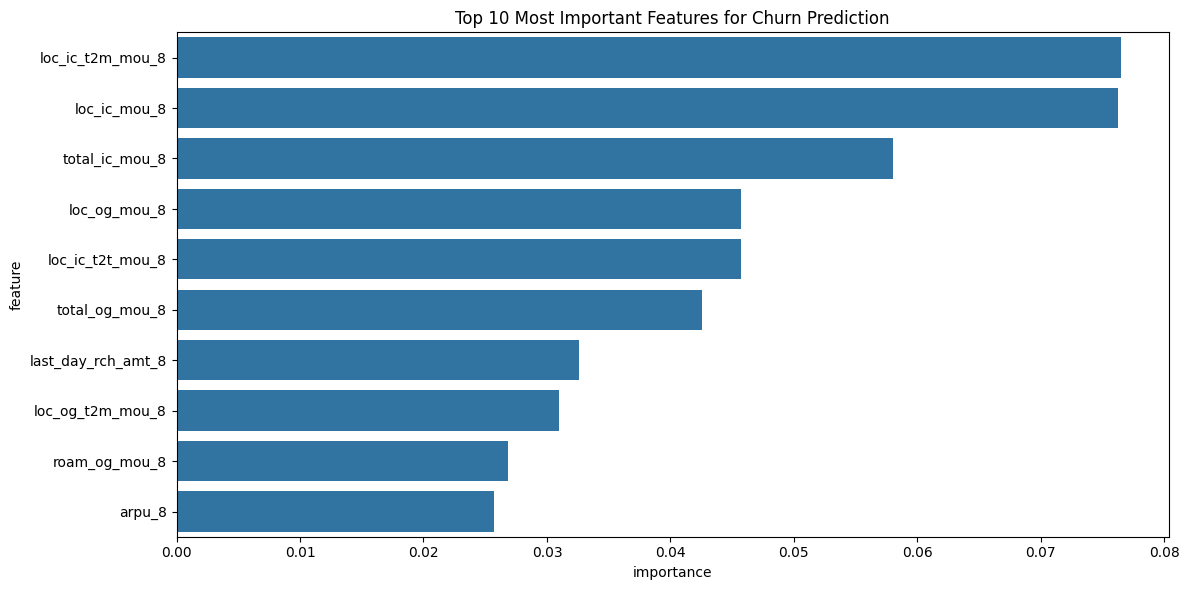 Top 10 Most Important Features for Churn Prediction
feature
loc_ic_t2m_mou_8
loc_ic_mou_8
total_ic_mou_8
loc_og_mou_8
loc_ic_t2t_mou_8
total_og_mou_8
last_day_rch_amt_8
loc_og_t2m_mou_8
roam_og_mou_8
arpu_8
0.00 0.01 0.02 0.03 0.04 0.05 0.06 0.07 0.08
importance